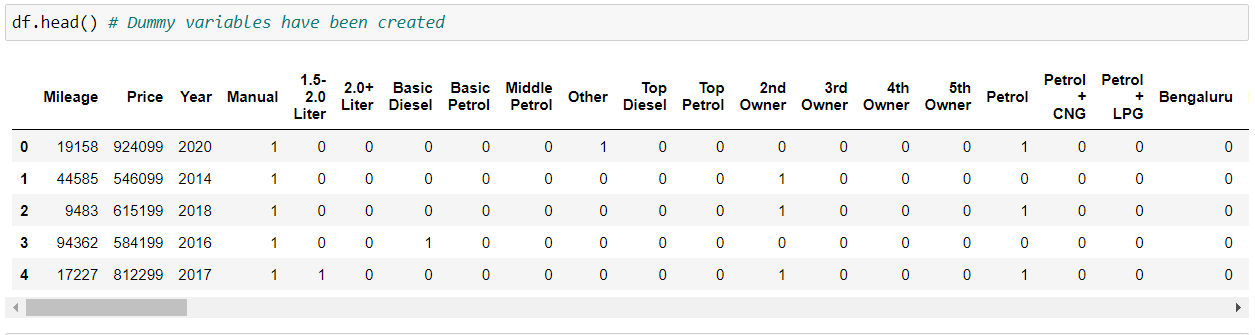 df.head() # Dummy variables have been created
Mileage Price Year Manual 1.5-2.0 Liter 2.0+ Liter Basic Diesel Basic Petrol Middle Petrol Other Top Diesel Top Petrol 2nd Owner 3rd Owner 4th Owner 5th Owner Petrol Petrol + CNG Petrol + LPG Bengaluru
0 19158 924099 2020 1 0 0 0 0 0 1 0 0 0 0 0 0 1 0 0 0
1 44585 546099 2014 1 0 0 0 0 0 0 0 0 1 0 0 0 0 0 0 0
2 9483 615199 2018 1 0 0 0 0 0 0 0 0 1 0 0 0 1 0 0 0
3 94362 584199 2016 1 0 0 1 0 0 0 0 0 0 0 0 0 0 0 0 0
4 17227 812299 2017 1 1 0 0 0 0 0 0 0 1 0 0 0 1 0 0 0